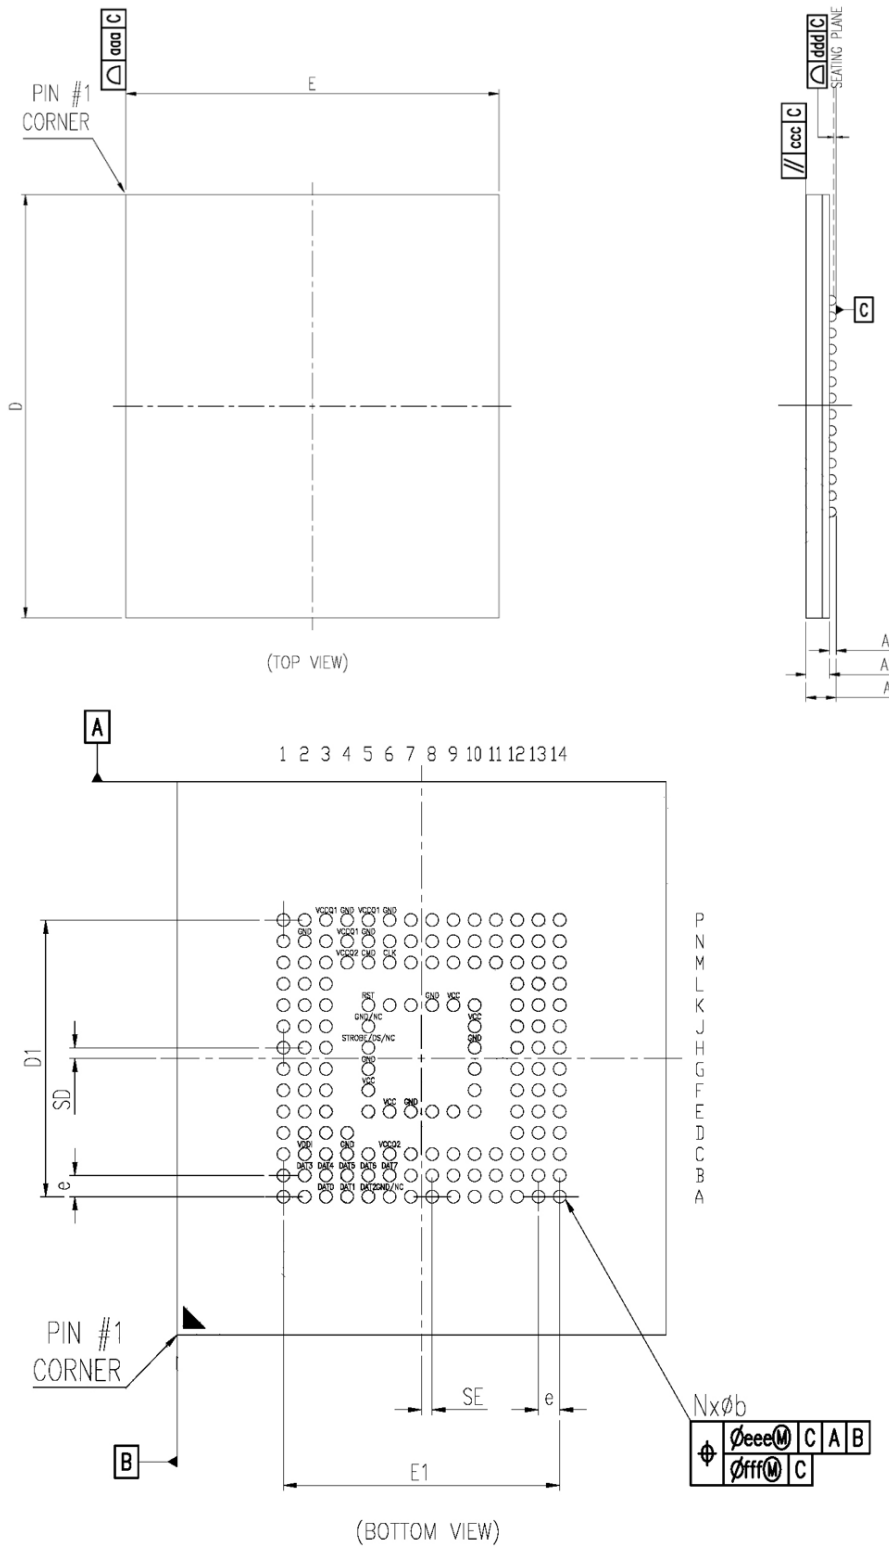 aaa C
E
PIN #1
CORNER
D
(TOP VIEW)
ddd C
SEATING PLANE
// ccc C
C
A
A
A
A
1 2 3 4 5 6 7 8 9 10 11 12 13 14
VCCQ1 GND VCCQ1 GND
P
GND VCCQ1 GND
N
VCCQ2 CMD CLK
M
L
RST GND VCC
K
GND/NC VCC
J
STROBE/DS/NC GND
H
GND
G
VCC
F
VCC GND
E
D
VDDI GND VCCQ2
C
DAT3 DAT4 DAT5 DAT6 DAT7
B
DAT0 DAT1 DAT2 GND/NC
A
D1
SD
e
PIN #1
CORNER
SE
e
E1
B
NxØb
Øeee Ⓜ C A B
Øfff Ⓜ C
(BOTTOM VIEW)